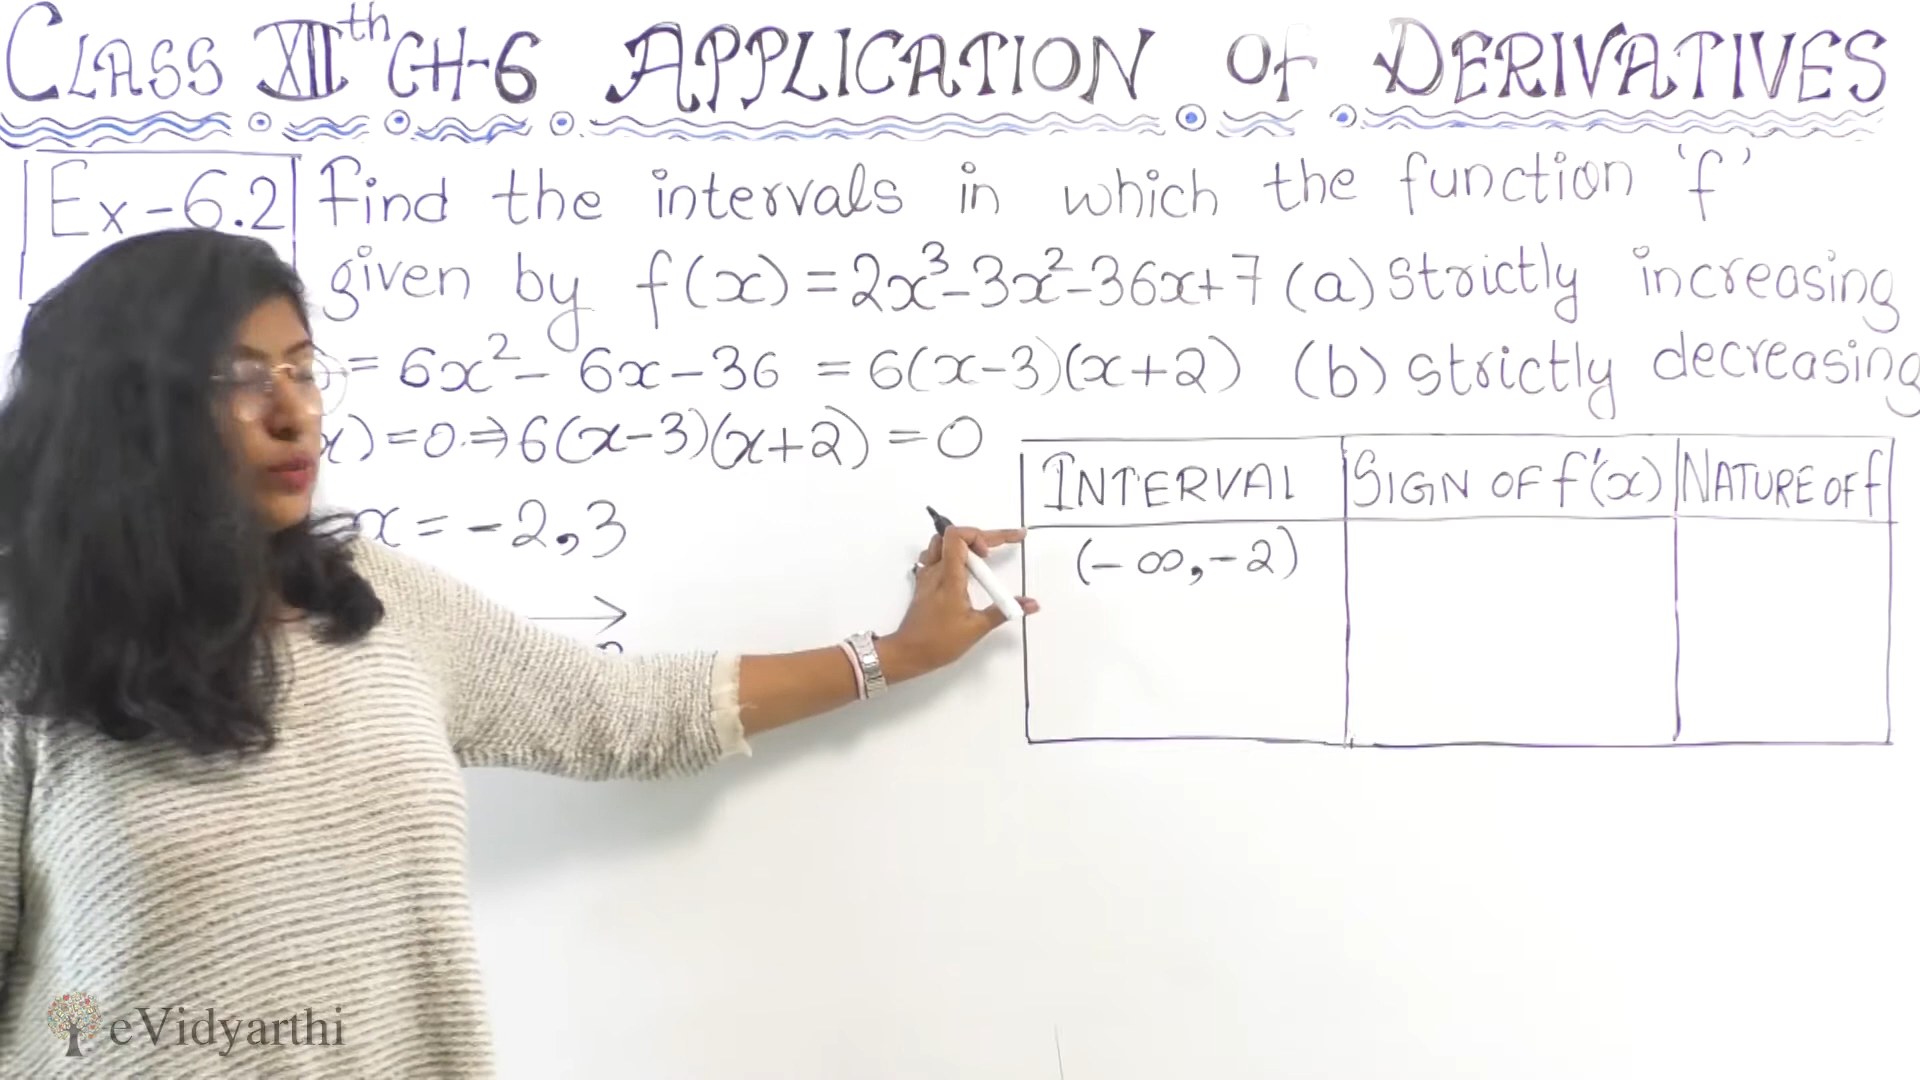 CLASS XIIth CH-6 APPLICATION OF DERIVATIVES
Ex-6.2 Find the intervals in which the function 'f'
given by f(x) = 2x³-3x²-36x+7 (a) strictly increasing
= 6x² - 6x - 36 = 6(x-3)(x+2) (b) strictly decreasing
x) = 0 ⇒ 6(x-3)(x+2) = 0
x = -2,3
INTERVAL SIGN OF f'(x) NATURE OF f
(-∞,-2)
eVidyarthi